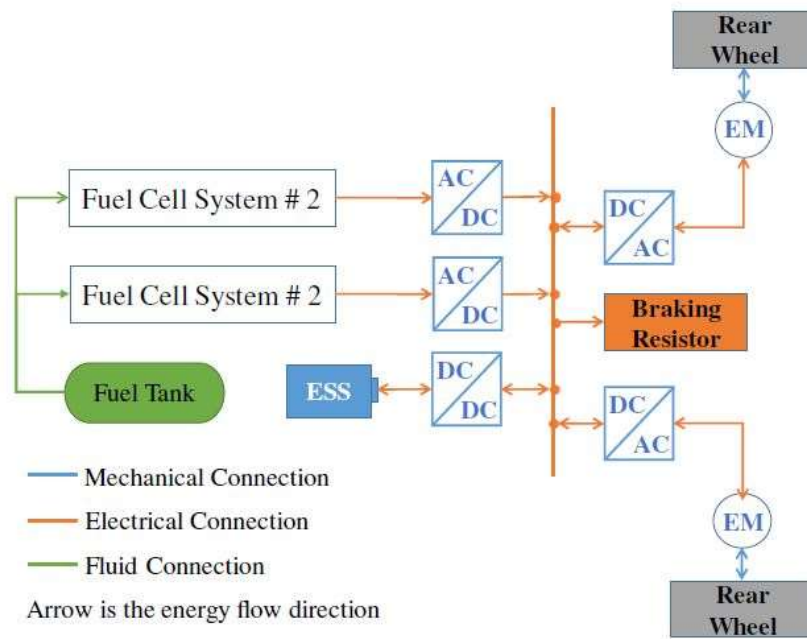 Rear
Wheel
EM
AC
DC
Fuel Cell System # 2
DC
AC
Fuel Cell System # 2
AC
DC
Braking
Resistor
Fuel Tank
ESS
DC
DC
DC
AC
Mechanical Connection
Electrical Connection
EM
Fluid Connection
Arrow is the energy flow direction
Rear
Wheel